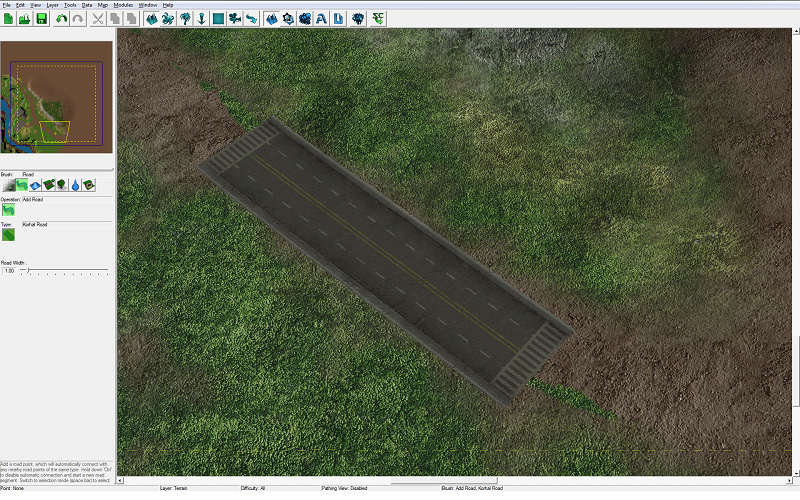 File Edit View Layer Tools Data Map Modules Window Help
Brush: Road
Operation: Add Road
Type: Korhal Road
Road Width :
1.00
Add a road point, which will automatically connect with
any nearby road points of the same type. Hold down 'Ctrl'
to disable automatic connection and start a new road
segment. Switch to selection mode (space bar) to select
Point: None Layer: Terrain Difficulty: All Pathing View: Disabled Brush: Add Road, Korhal Road